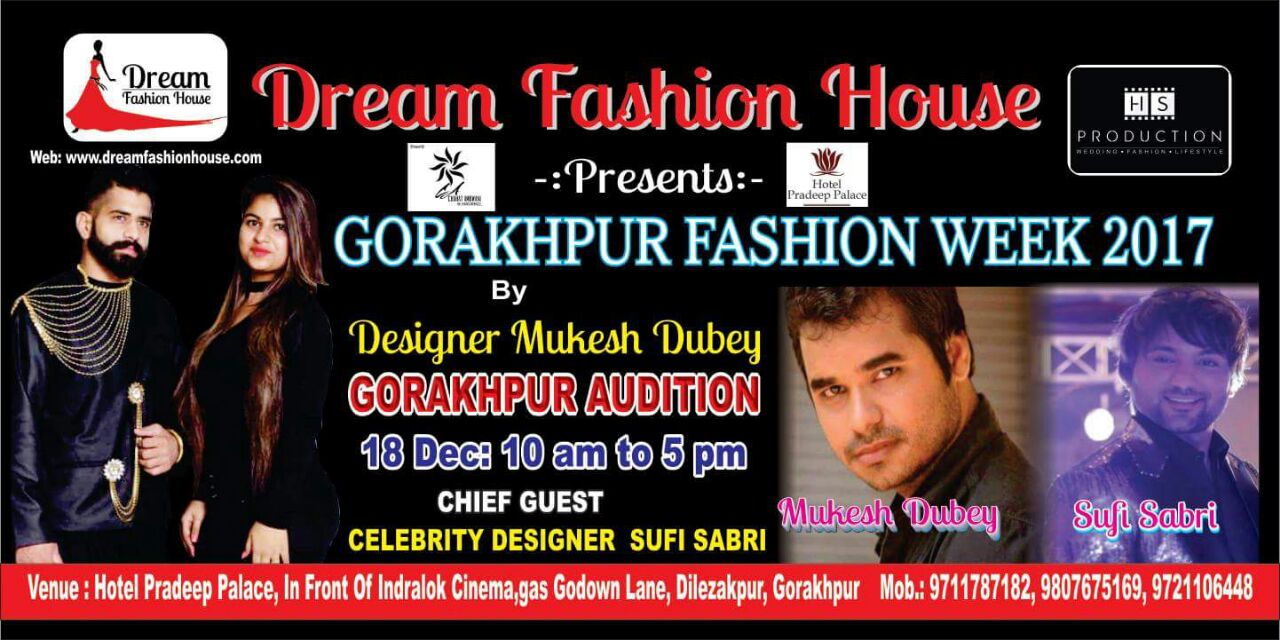 Dream
Fashion House
Web: www.dreamfashionhouse.com
Dream Fashion House
H S
PRODUCTION
WEDDING • FASHION • LIFESTYLE
-:Presents:-
Hotel
Pradeep Palace
GORAKHPUR FASHION WEEK 2017
By
Designer Mukesh Dubey
GORAKHPUR AUDITION
18 Dec: 10 am to 5 pm
CHIEF GUEST
CELEBRITY DESIGNER SUFI SABRI
Mukesh Dubey
Sufi Sabri
Venue : Hotel Pradeep Palace, In Front Of Indralok Cinema,gas Godown Lane, Dilezakpur, Gorakhpur Mob.: 9711787182, 9807675169, 9721106448